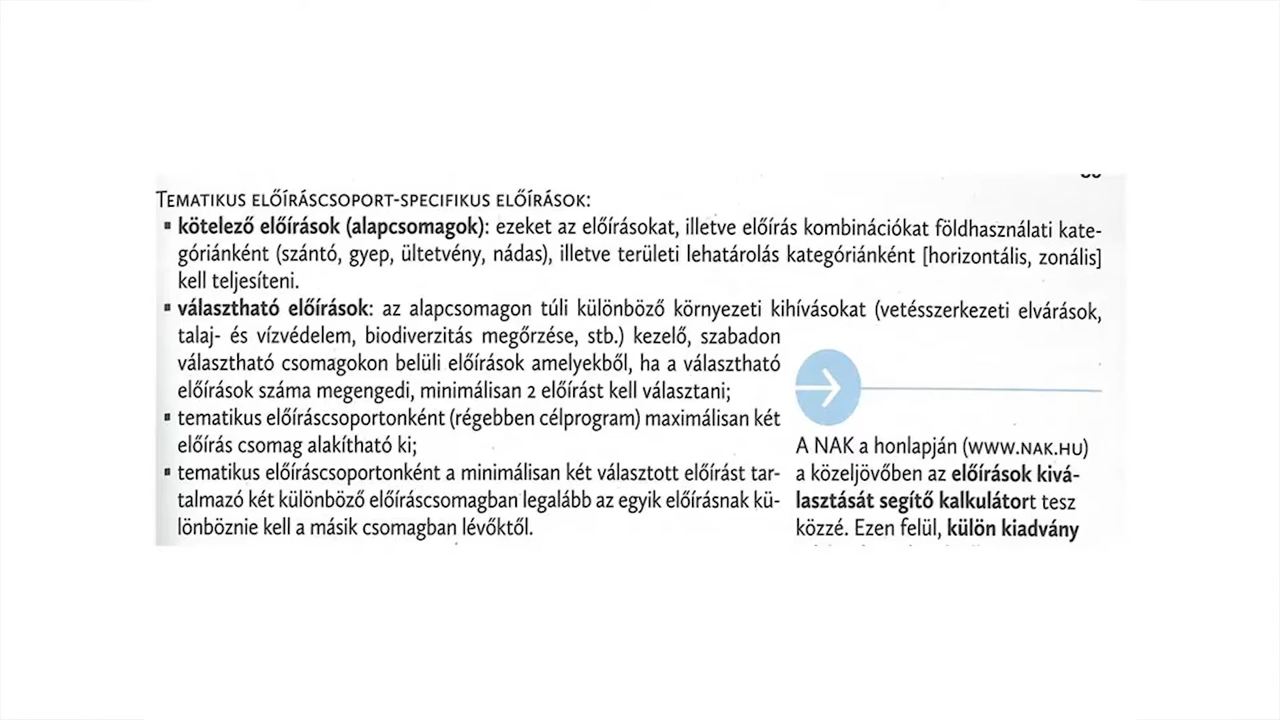 TEMATIKUS ELŐÍRÁSCSOPORT-SPECIFIKUS ELŐÍRÁSOK:
▪ kötelező előírások (alapcsomagok): ezeket az előírásokat, illetve előírás kombinációkat földhasználati kate-
góriánként (szántó, gyep, ültetvény, nádas), illetve területi lehatárolás kategóriánként [horizontális, zonális]
kell teljesíteni.
▪ választható előírások: az alapcsomagon túli különböző környezeti kihívásokat (vetésszerkezeti elvárások,
talaj- és vízvédelem, biodiverzitás megőrzése, stb.) kezelő, szabadon
választható csomagokon belüli előírások amelyekből, ha a választható
előírások száma megengedi, minimálisan 2 előírást kell választani;
▪ tematikus előíráscsoportonként (régebben célprogram) maximálisan két
előírás csomag alakítható ki;
▪ tematikus előíráscsoportonként a minimálisan két választott előírást tar-
talmazó két különböző előíráscsomagban legalább az egyik előírásnak kü-
lönböznie kell a másik csomagban lévőktől.
A NAK a honlapján (WWW.NAK.HU)
a közeljövőben az előírások kivá-
lasztását segítő kalkulátort tesz
közzé. Ezen felül, külön kiadvány